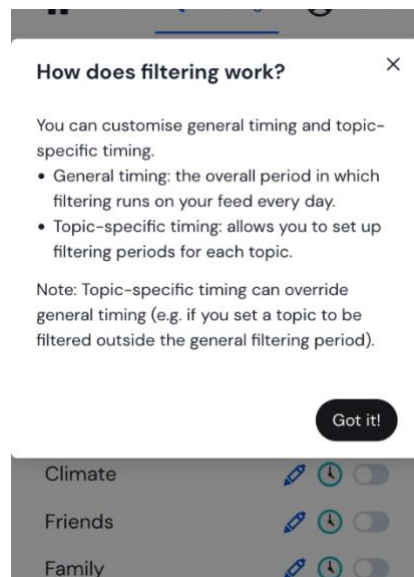 How does filtering work?
You can customise general timing and topic-
specific timing.
• General timing: the overall period in which
filtering runs on your feed every day.
• Topic-specific timing: allows you to set up
filtering periods for each topic.
Note: Topic-specific timing can override
general timing (e.g. if you set a topic to be
filtered outside the general filtering period).
Got it!
Climate
Friends
Family